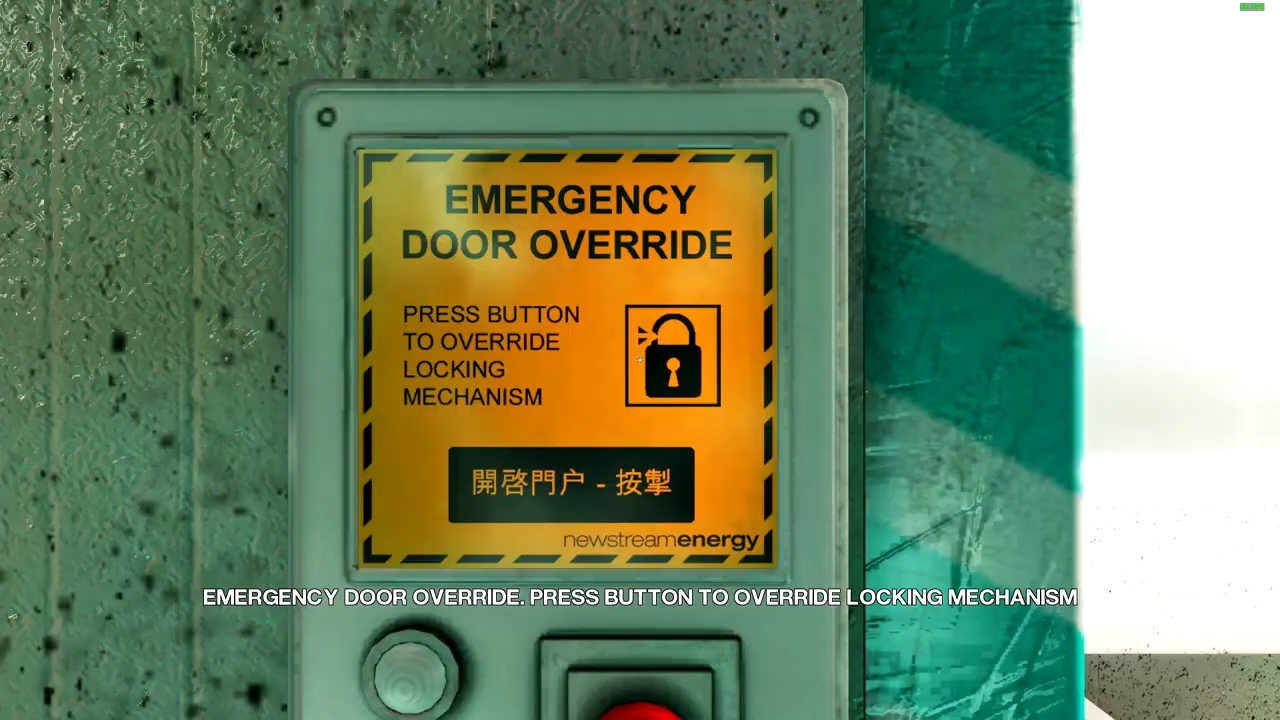 EMERGENCY
DOOR OVERRIDE
PRESS BUTTON
TO OVERRIDE
LOCKING
MECHANISM
開啓門户 - 按掣
newstreamenergy
EMERGENCY DOOR OVERRIDE. PRESS BUTTON TO OVERRIDE LOCKING MECHANISM